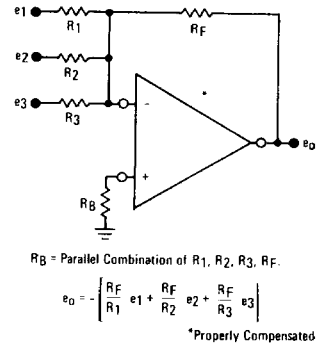 e1 R1 RF
e2 R2
e3 R3 - *
eo
RB +
RB = Parallel Combination of R1, R2, R3, RF.
eo = -[RF/R1 e1 + RF/R2 e2 + RF/R3 e3]
*Properly Compensated